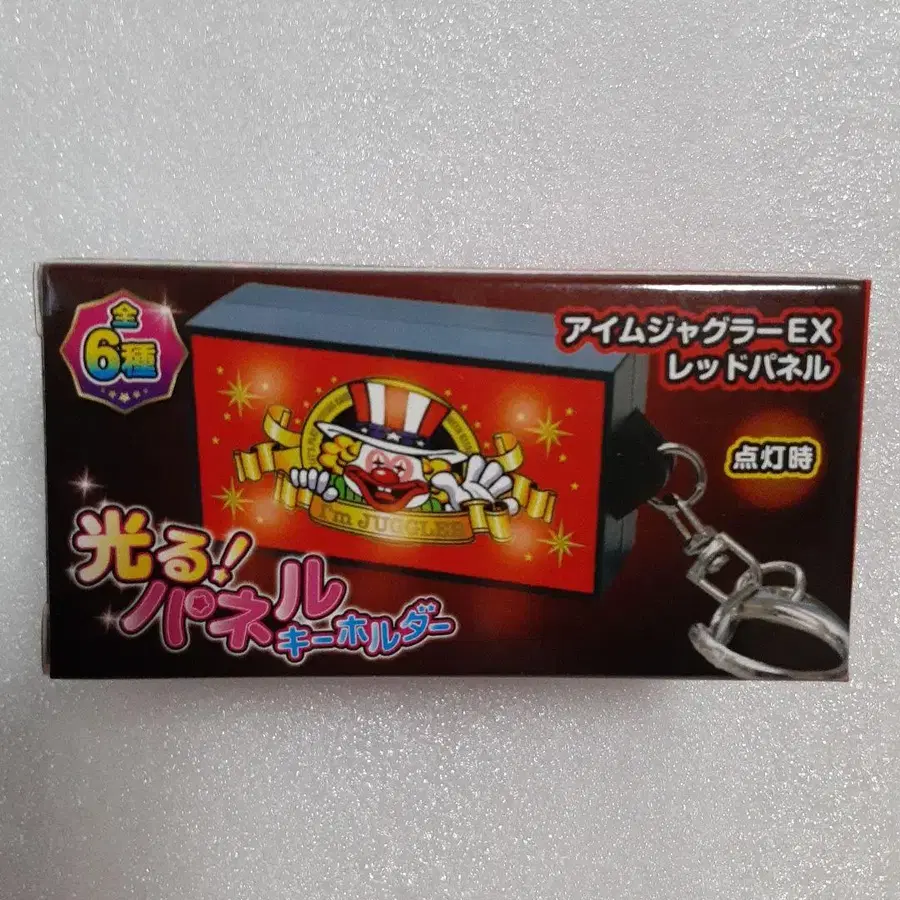 全
6種
アイムジャグラーEX
レッドパネル
点灯時
I'm JUGGLER
光る!
パネル
キーホルダー